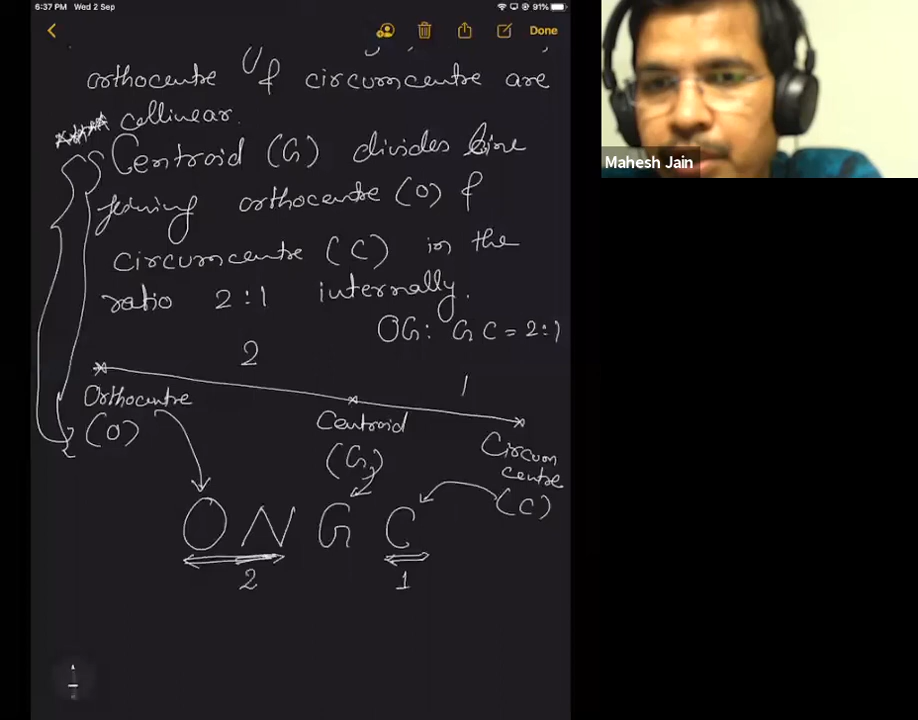 6:37 PM Wed 2 Sep
91%
Done
orthocentre & circumcentre are
collinear.
Centroid (G) divides line
joining orthocentre (O) &
circumcentre (C) in the
ratio 2:1 internally.
OG: GC = 2:1
2
1
Orthocentre
(O)
Centroid
(G)
Circum
centre
(C)
O N G C
2
1
Mahesh Jain